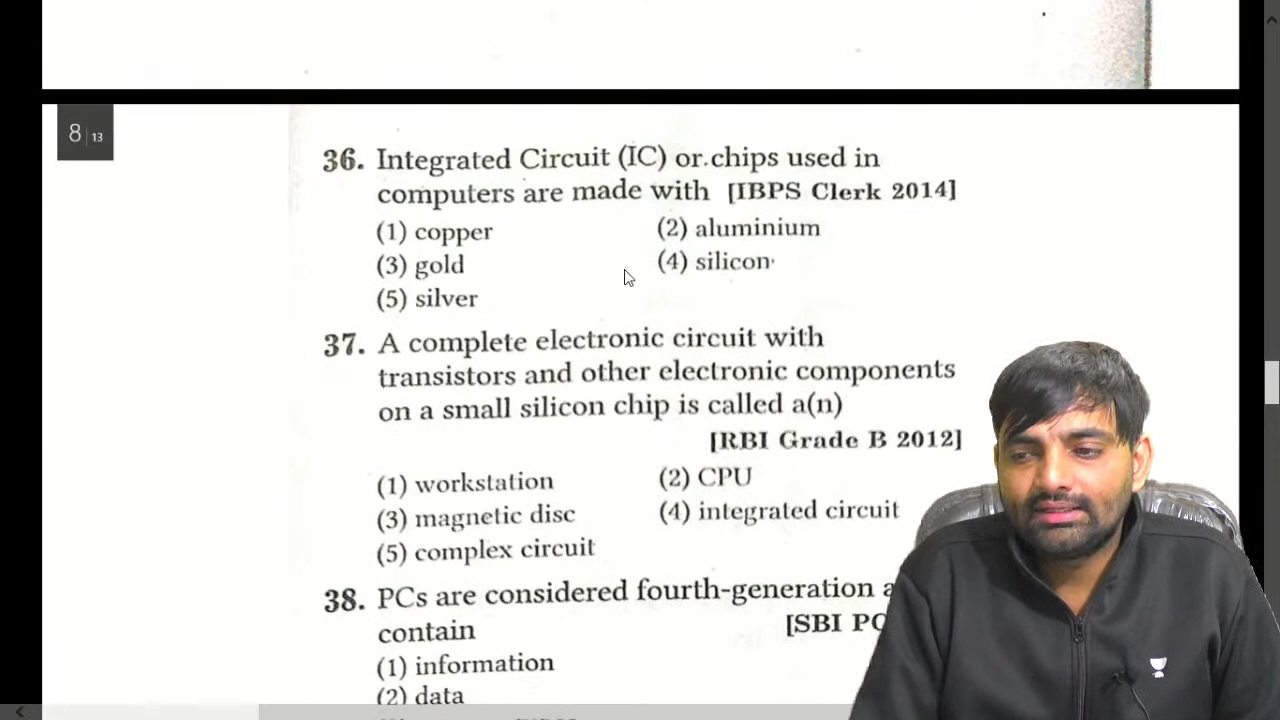 8 | 13
36. Integrated Circuit (IC) or chips used in
computers are made with [IBPS Clerk 2014]
(1) copper (2) aluminium
(3) gold (4) silicon
(5) silver
37. A complete electronic circuit with
transistors and other electronic components
on a small silicon chip is called a(n)
[RBI Grade B 2012]
(1) workstation (2) CPU
(3) magnetic disc (4) integrated circuit
(5) complex circuit
38. PCs are considered fourth-generation a
contain [SBI PO
(1) information
(2) data